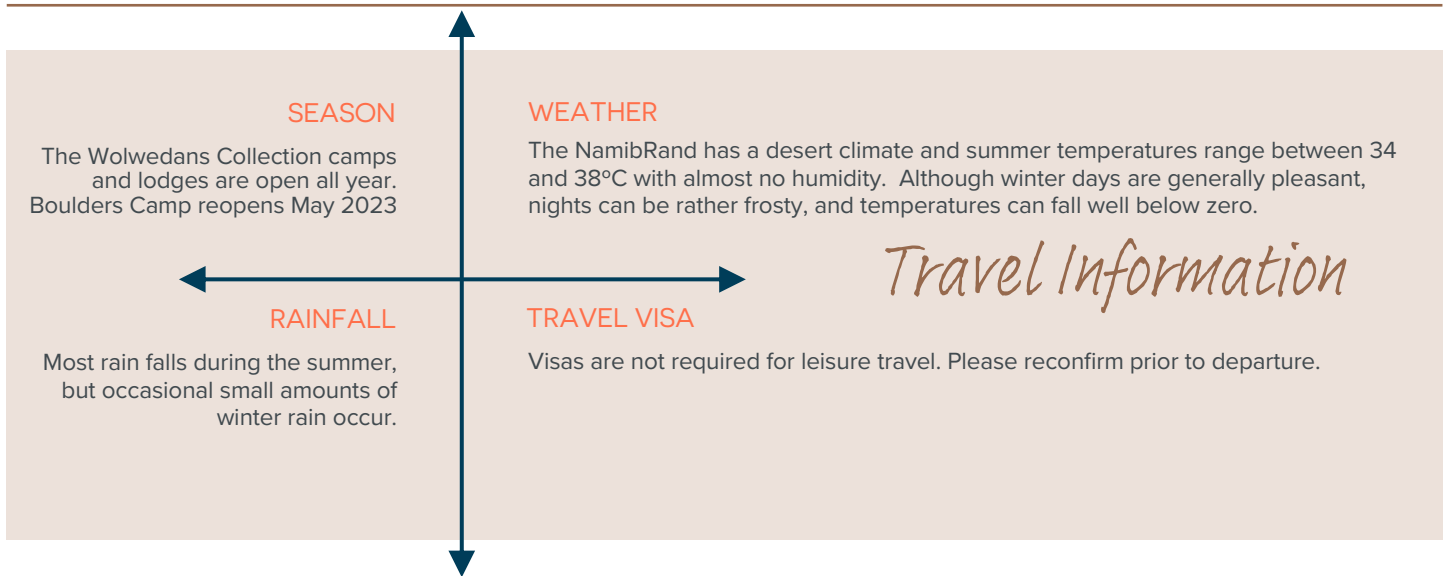 SEASON
The Wolwedans Collection camps
and lodges are open all year.
Boulders Camp reopens May 2023
WEATHER
The NamibRand has a desert climate and summer temperatures range between 34
and 38ºC with almost no humidity.  Although winter days are generally pleasant,
nights can be rather frosty, and temperatures can fall well below zero.
Travel Information
RAINFALL
Most rain falls during the summer,
but occasional small amounts of
winter rain occur.
TRAVEL VISA
Visas are not required for leisure travel. Please reconfirm prior to departure.